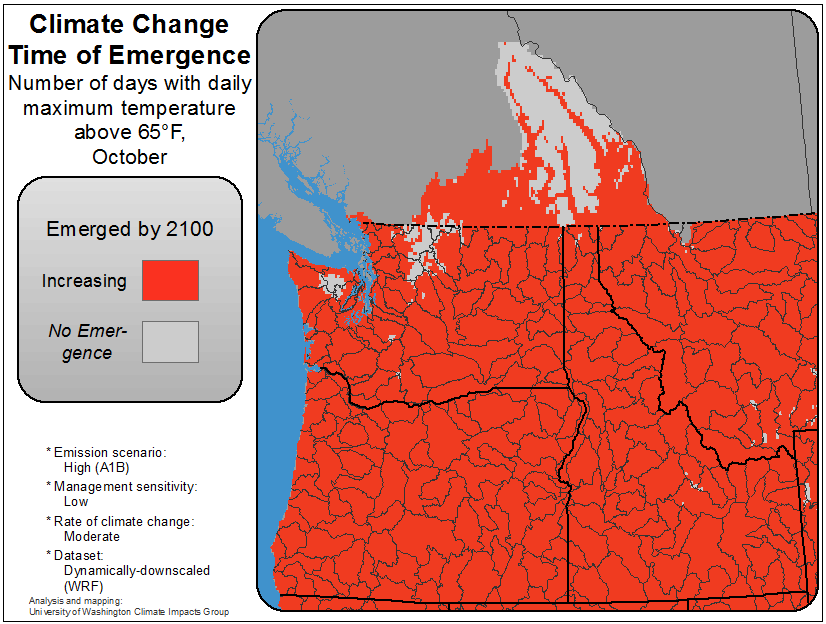 Climate Change
Time of Emergence
Number of days with daily
maximum temperature
above 65°F,
October
Emerged by 2100
Increasing
No Emer-
gence
* Emission scenario:
High (A1B)
* Management sensitivity:
Low
* Rate of climate change:
Moderate
* Dataset:
Dynamically-downscaled
(WRF)
Analysis and mapping:
University of Washington Climate Impacts Group